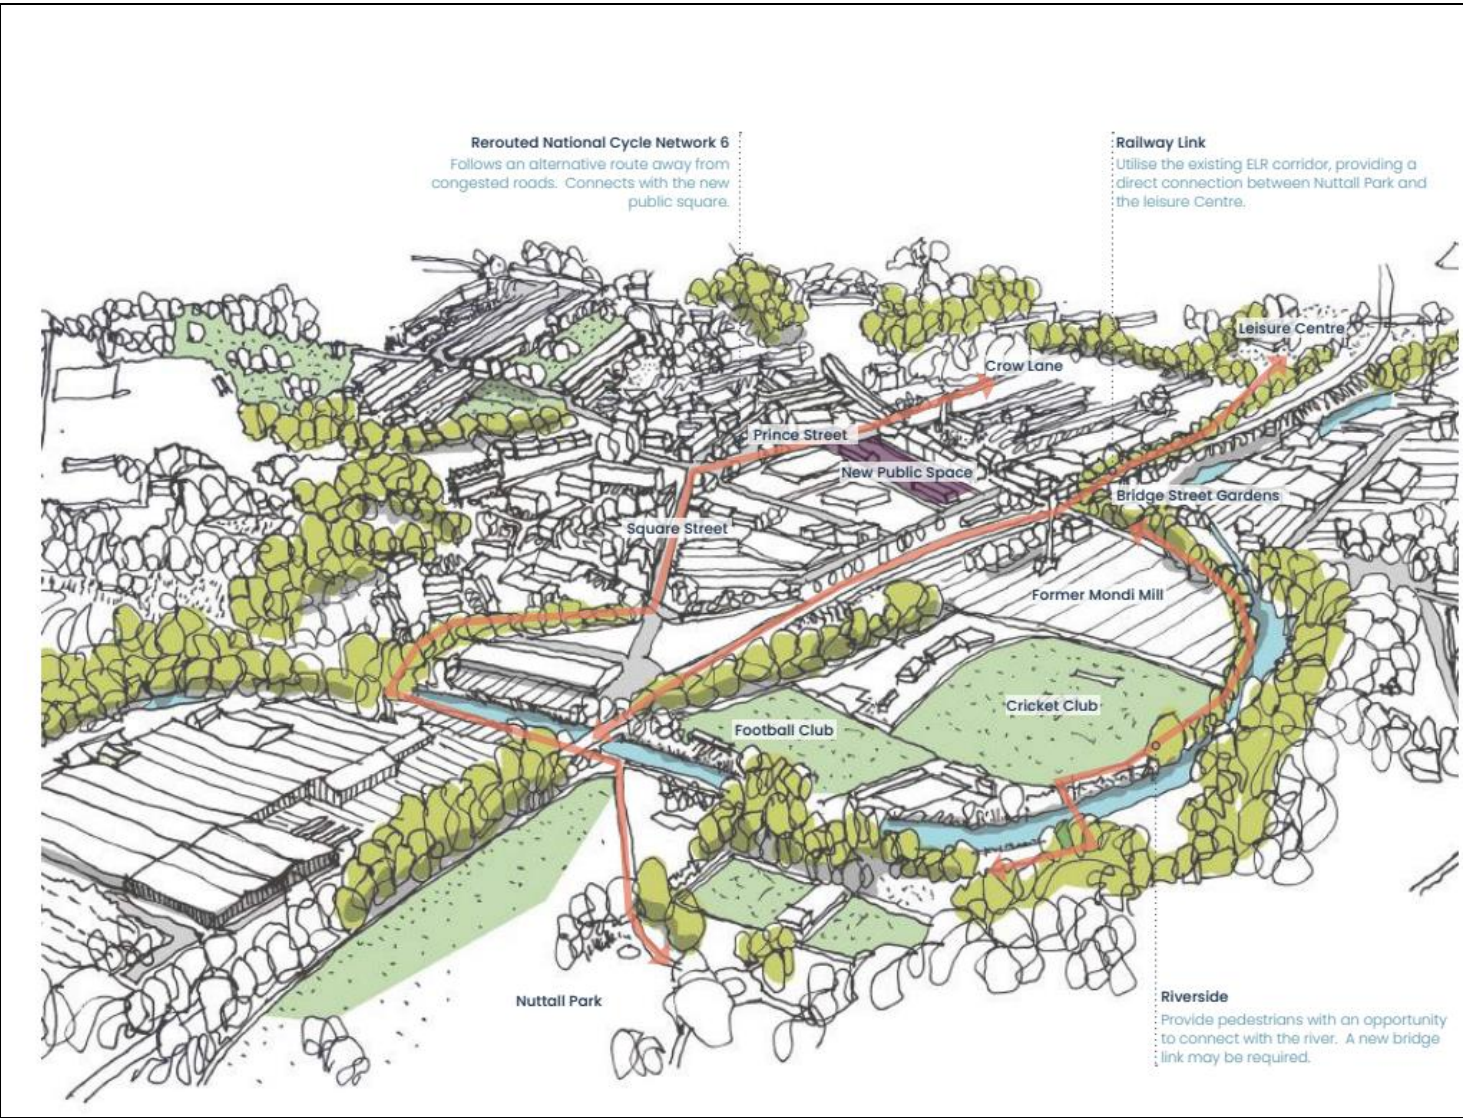 Rerouted National Cycle Network 6
Follows an alternative route away from
congested roads. Connects with the new
public square.
Railway Link
Utilise the existing ELR corridor, providing a
direct connection between Nuttall Park and
the leisure Centre.
Leisure Centre
Crow Lane
Prince Street
New Public Space
Bridge Street Gardens
Square Street
Former Mondi Mill
Cricket Club
Football Club
Nuttall Park
Riverside
Provide pedestrians with an opportunity
to connect with the river. A new bridge
link may be required.